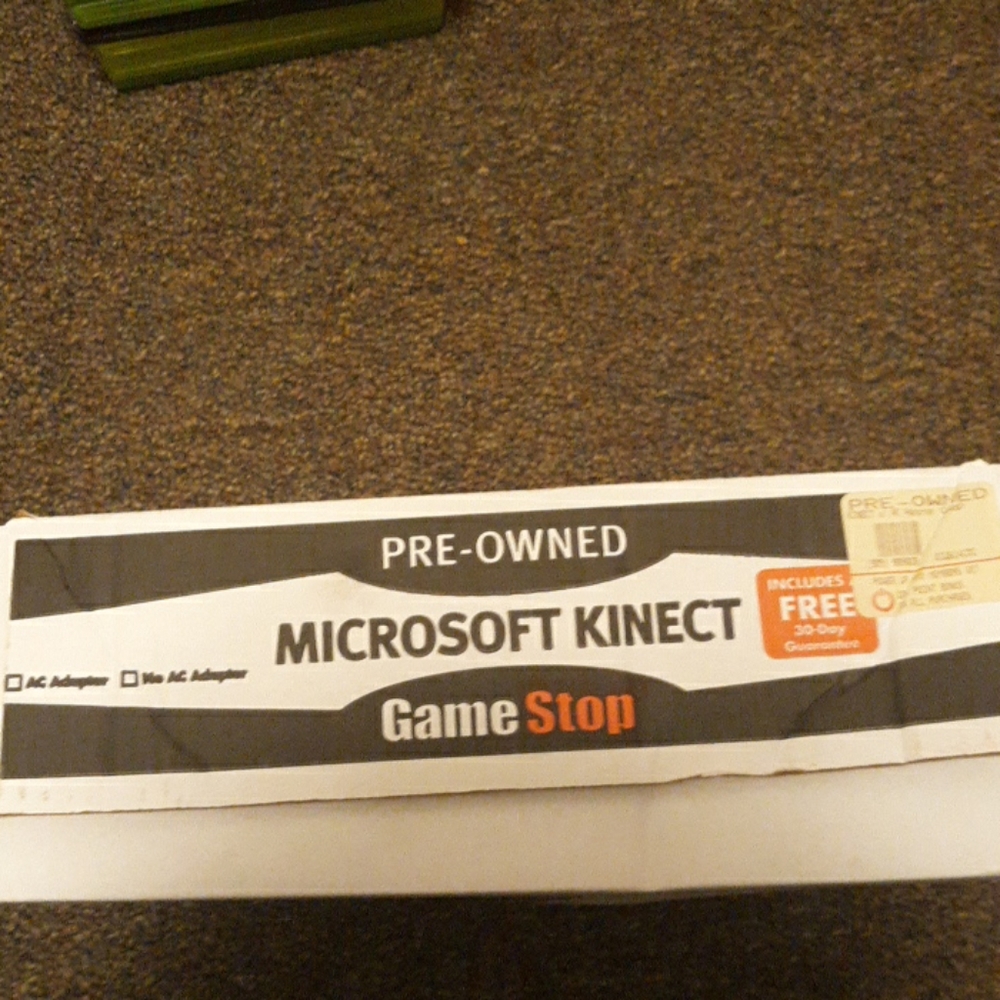 PRE-OWNED
MICROSOFT KINECT
INCLUDES
FREE
30-Day
Guarantee
AC Adapter
No AC Adapter
GameStop
PRE-OWNED